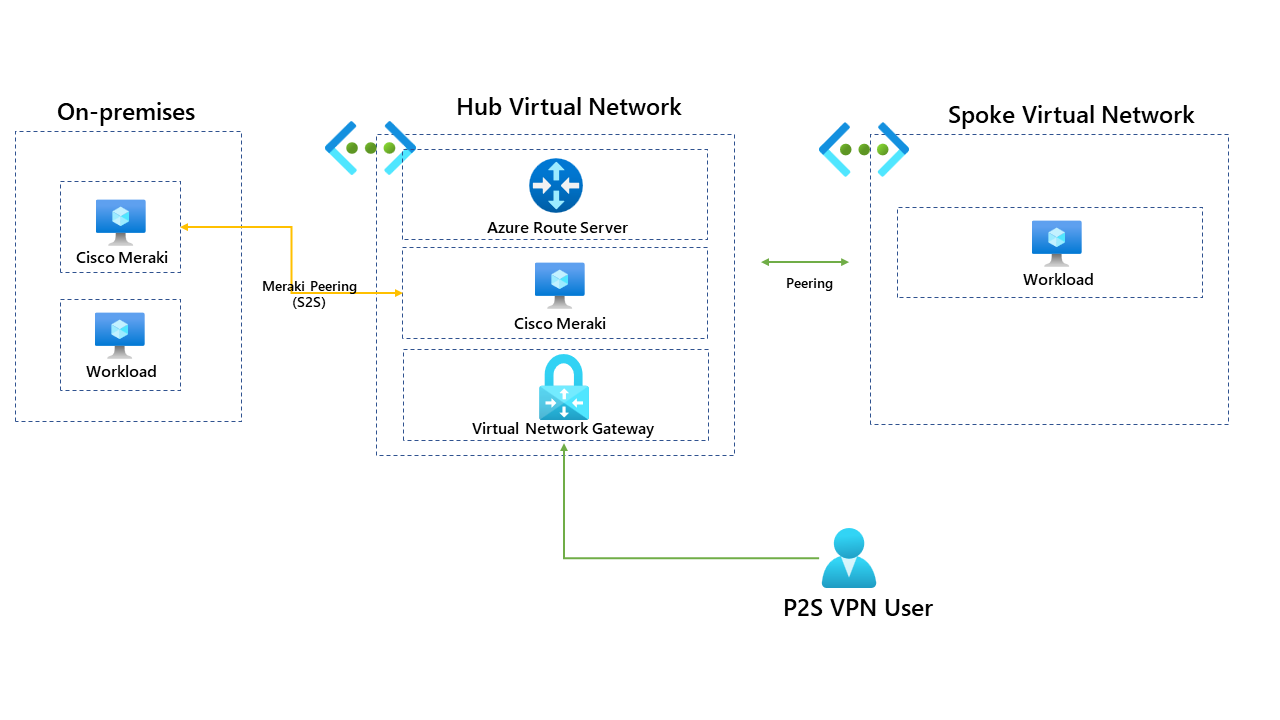 On-premises
Cisco Meraki
Workload
Meraki Peering
(S2S)
Hub Virtual Network
Azure Route Server
Cisco Meraki
Virtual Network Gateway
Peering
Spoke Virtual Network
Workload
P2S VPN User